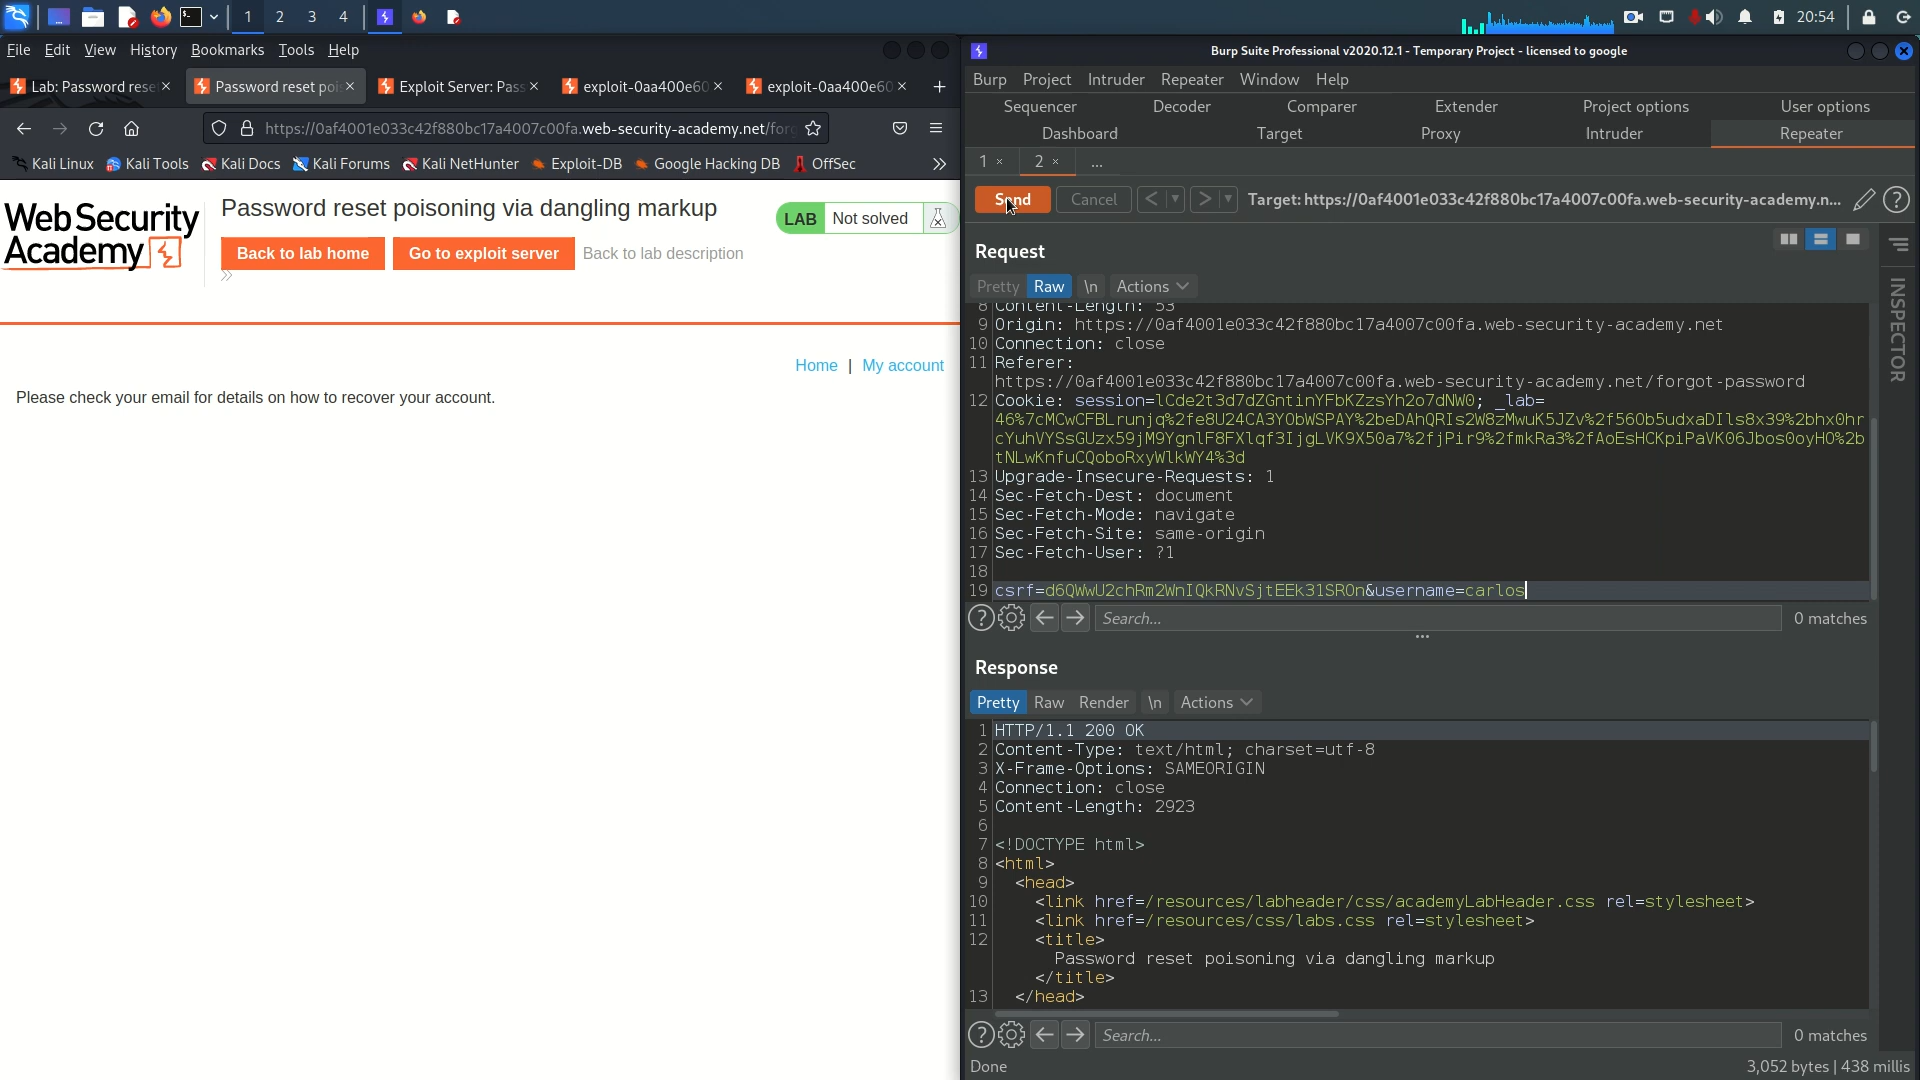 1 2 3 4 20:54
File Edit View History Bookmarks Tools Help
Lab: Password rese Password reset poi Exploit Server: Pass exploit-0aa400e60 exploit-0aa400e60
https://0af4001e033c42f880bc17a4007c00fa.web-security-academy.net/forg
Kali Linux Kali Tools Kali Docs Kali Forums Kali NetHunter Exploit-DB Google Hacking DB OffSec
WebSecurity
Academy
Password reset poisoning via dangling markup
LAB Not solved
Back to lab home Go to exploit server Back to lab description
Home | My account
Please check your email for details on how to recover your account.
Burp Suite Professional v2020.12.1 - Temporary Project - licensed to google
Burp Project Intruder Repeater Window Help
Sequencer Decoder Comparer Extender Project options User options
Dashboard Target Proxy Intruder Repeater
1 × 2 × ...
Send Cancel < > Target: https://0af4001e033c42f880bc17a4007c00fa.web-security-academy.n...
Request
INSPECTOR
Pretty Raw \n Actions
8 Content-Length: 53
9 Origin: https://0af4001e033c42f880bc17a4007c00fa.web-security-academy.net
10 Connection: close
11 Referer:
https://0af4001e033c42f880bc17a4007c00fa.web-security-academy.net/forgot-password
12 Cookie: session=lCde2t3d7dZGntinYFbKZzsYh2o7dNW0; _lab=
46%7cMCwCFBLrunjq%2fe8U24CA3YObWSPAY%2beDAhQRIs2W8zMwuK5JZv%2f560b5udxaDIls8x39%2bhx0hr
cYuhVYSsGUzx59jM9YgnlF8FXlqf3IjgLVK9X50a7%2fjPir9%2fmkRa3%2fAoEsHCKpiPaVK06Jbos0oyHO%2b
tNLwKnfuCQoboRxyWlkWY4%3d
13 Upgrade-Insecure-Requests: 1
14 Sec-Fetch-Dest: document
15 Sec-Fetch-Mode: navigate
16 Sec-Fetch-Site: same-origin
17 Sec-Fetch-User: ?1
18
19 csrf=d6QWwU2chRm2WnIQkRNvSjtEEk31SROn&username=carlos
Search... 0 matches
Response
Pretty Raw Render \n Actions
1 HTTP/1.1 200 OK
2 Content-Type: text/html; charset=utf-8
3 X-Frame-Options: SAMEORIGIN
4 Connection: close
5 Content-Length: 2923
6
7 <!DOCTYPE html>
8 <html>
9 <head>
10 <link href=/resources/labheader/css/academyLabHeader.css rel=stylesheet>
11 <link href=/resources/css/labs.css rel=stylesheet>
12 <title>
Password reset poisoning via dangling markup
</title>
13 </head>
Search... 0 matches
Done 3,052 bytes | 438 millis